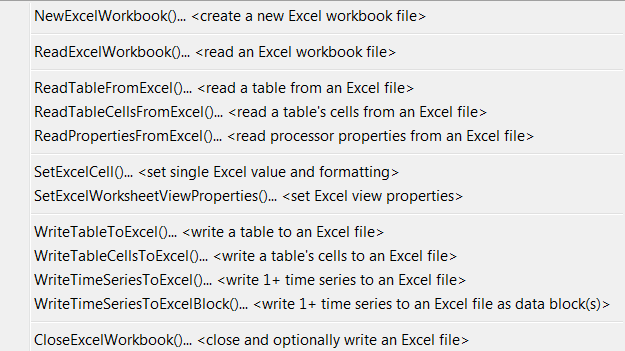 NewExcelWorkbook()... <create a new Excel workbook file>
ReadExcelWorkbook()... <read an Excel workbook file>
ReadTableFromExcel()... <read a table from an Excel file>
ReadTableCellsFromExcel()... <read a table's cells from an Excel file>
ReadPropertiesFromExcel()... <read processor properties from an Excel file>
SetExcelCell()... <set single Excel value and formatting>
SetExcelWorksheetViewProperties()... <set Excel view properties>
WriteTableToExcel()... <write a table to an Excel file>
WriteTableCellsToExcel()... <write a table's cells to an Excel file>
WriteTimeSeriesToExcel()... <write 1+ time series to an Excel file>
WriteTimeSeriesToExcelBlock()... <write 1+ time series to an Excel file as data block(s)>
CloseExcelWorkbook()... <close and optionally write an Excel file>